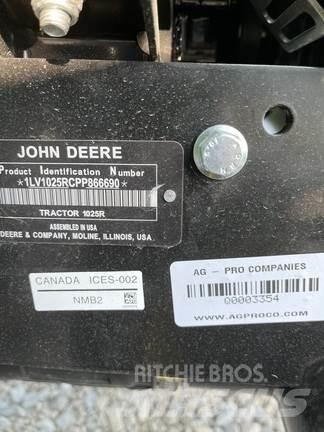 JOHN DEERE
Product Identification Number
*1LV1025RCPP866690*
TRACTOR 1025R
ASSEMBLED IN USA
DEERE & COMPANY, MOLINE, ILLINOIS, USA
CANADA ICES-002
NMB2
AG - PRO COMPANIES
Q0003354
WWW.AGPROCO.COM
RITCHIE BROS.